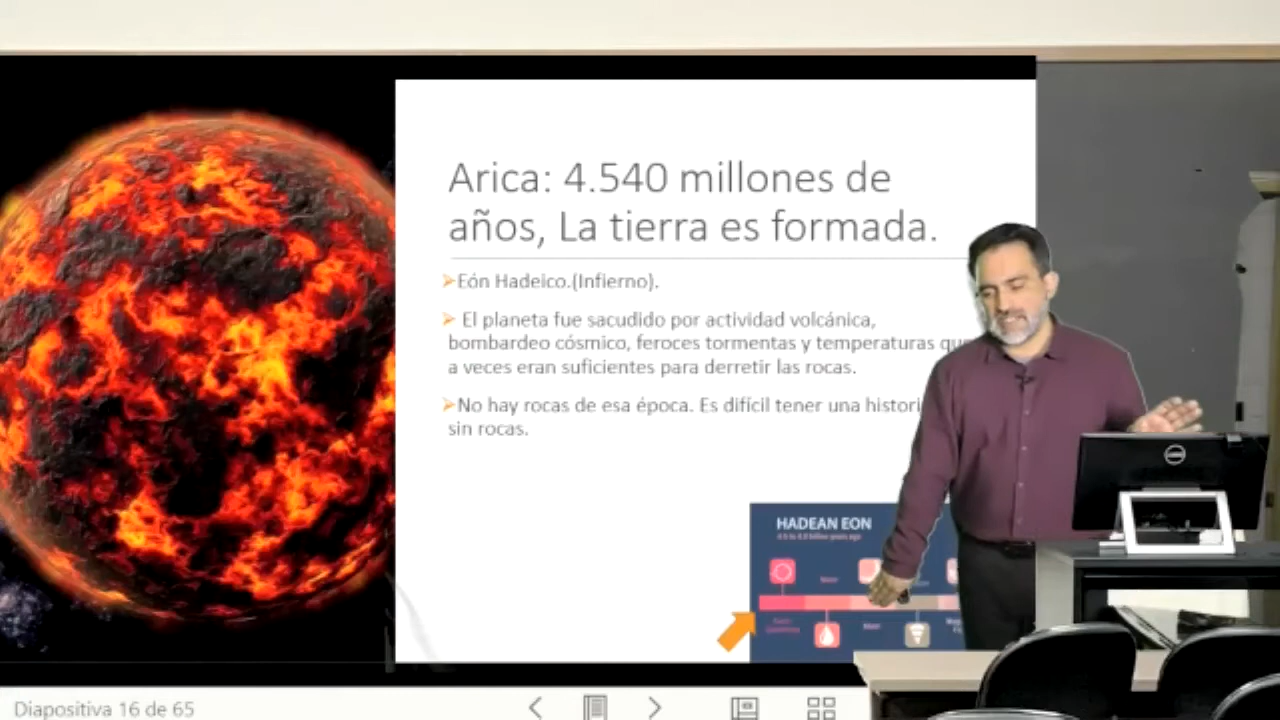 Arica: 4.540 millones de
años, La tierra es formada.
Eón Hadeico.(Infierno).
El planeta fue sacudido por actividad volcánica,
bombardeo cósmico, feroces tormentas y temperaturas que
a veces eran suficientes para derretir las rocas.
No hay rocas de esa época. Es difícil tener una histori
sin rocas.
HADEAN EON
Diapositiva 16 de 65
DELL